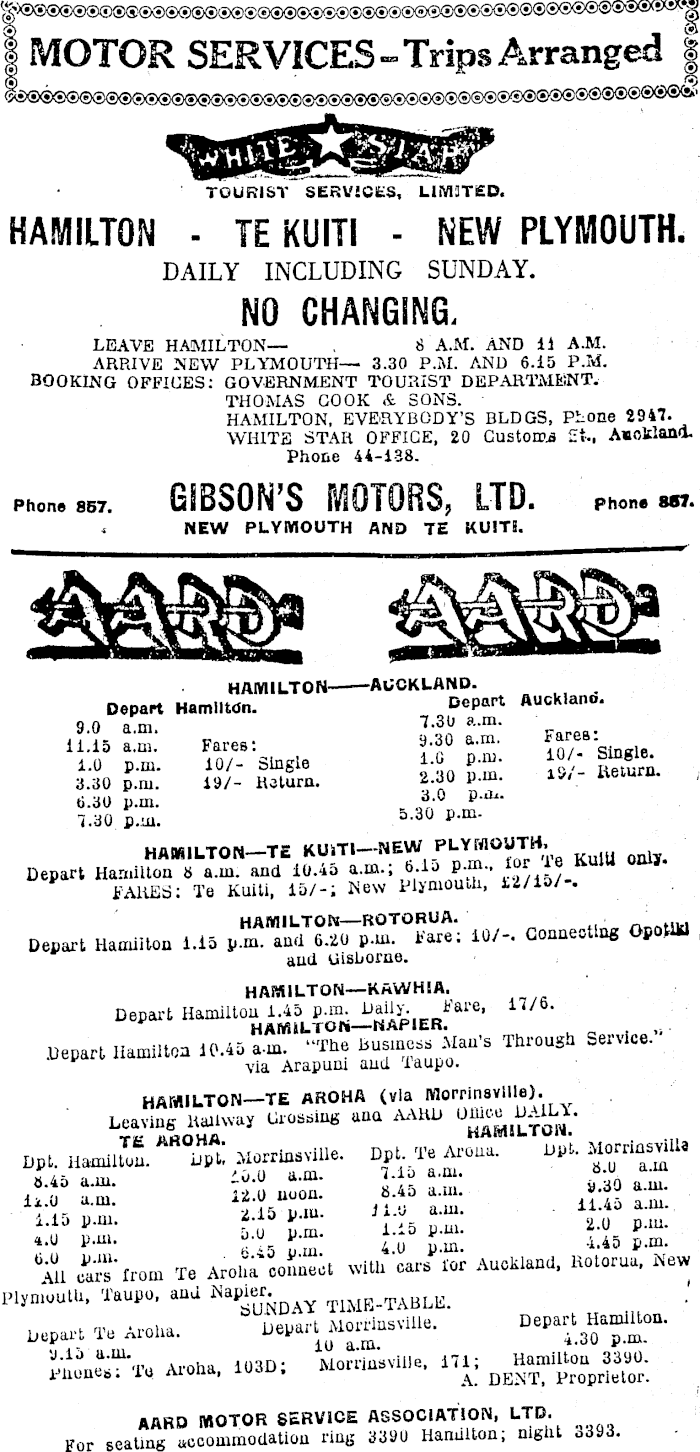 MOTOR SERVICES - Trips Arranged
WHITE STAR
TOURIST SERVICES, LIMITED.
HAMILTON - TE KUITI - NEW PLYMOUTH.
DAILY INCLUDING SUNDAY.
NO CHANGING.
LEAVE HAMILTON— 8 A.M. AND 11 A.M.
ARRIVE NEW PLYMOUTH— 3.30 P.M. AND 6.15 P.M.
BOOKING OFFICES: GOVERNMENT TOURIST DEPARTMENT.
THOMAS COOK & SONS.
HAMILTON, EVERYBODY'S BLDGS, Phone 2947.
WHITE STAR OFFICE, 20 Customs St., Auckland.
Phone 44-138.
Phone 857. GIBSON'S MOTORS, LTD. Phone 857.
NEW PLYMOUTH AND TE KUITI.
AARD AARD
HAMILTON——AUCKLAND.
Depart Hamilton. Depart Auckland.
9.0 a.m. 7.30 a.m.
11.15 a.m. Fares: 9.30 a.m. Fares:
1.0 p.m. 10/- Single 1.0 p.m. 10/- Single.
3.30 p.m. 19/- Return. 2.30 p.m. 19/- Return.
6.30 p.m. 3.0 p.m.
7.30 p.m. 5.30 p.m.
HAMILTON—TE KUITI—NEW PLYMOUTH.
Depart Hamilton 8 a.m. and 10.45 a.m.; 6.15 p.m., for Te Kuiti only.
FARES: Te Kuiti, 15/-; New Plymouth, £2/15/-.
HAMILTON—ROTORUA.
Depart Hamilton 1.15 p.m. and 6.20 p.m. Fare: 10/-. Connecting Opotiki
and Gisborne.
HAMILTON—KAWHIA.
Depart Hamilton 1.45 p.m. Daily. Fare, 17/6.
HAMILTON—NAPIER.
Depart Hamilton 10.45 a.m. "The Business Man's Through Service."
via Arapuni and Taupo.
HAMILTON—TE AROHA (via Morrinsville).
Leaving Railway Crossing and AARD Office DAILY.
TE AROHA. HAMILTON.
Dpt. Hamilton. Dpt. Morrinsville. Dpt. Te Aroha. Dpt. Morrinsville
8.45 a.m. 10.0 a.m. 7.15 a.m. 8.0 a.m
a.m. 12.0 noon. 8.45 a.m. 9.30 a.m.
1.15 p.m. 2.15 p.m. 11.0 a.m. 11.45 a.m.
4.0 p.m. 5.0 p.m. 1.15 p.m. 2.0 p.m.
6.0 p.m. 6.45 p.m. 4.0 p.m. 4.45 p.m.
All cars from Te Aroha connect with cars for Auckland, Rotorua, New
Plymouth, Taupo, and Napier.
SUNDAY TIME-TABLE.
Depart Te Aroha. Depart Morrinsville. Depart Hamilton.
9.15 a.m. 10 a.m. 4.30 p.m.
Phones: Te Aroha, 103D; Morrinsville, 171; Hamilton 3390.
A. DENT, Proprietor.
AARD MOTOR SERVICE ASSOCIATION, LTD.
For seating accommodation ring 3390 Hamilton; night 3393.